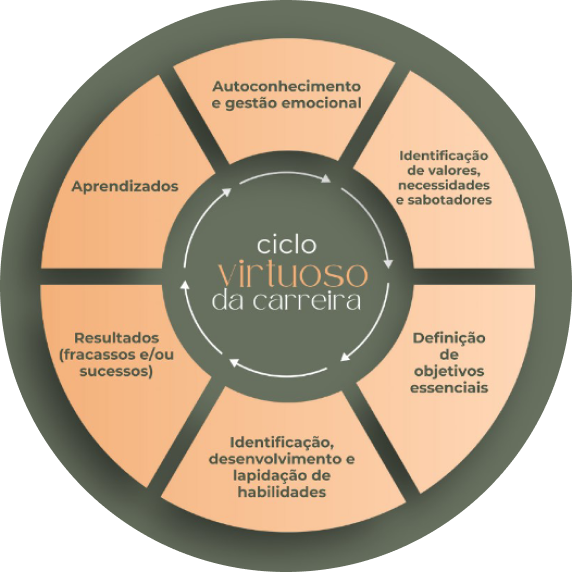 Autoconhecimento
e gestão emocional
Identificação
de valores,
necessidades
e sabotadores
Definição
de
objetivos
essenciais
Identificação,
desenvolvimento e
lapidação de
habilidades
Resultados
(fracassos e/ou
sucessos)
Aprendizados
ciclo
virtuoso
da carreira